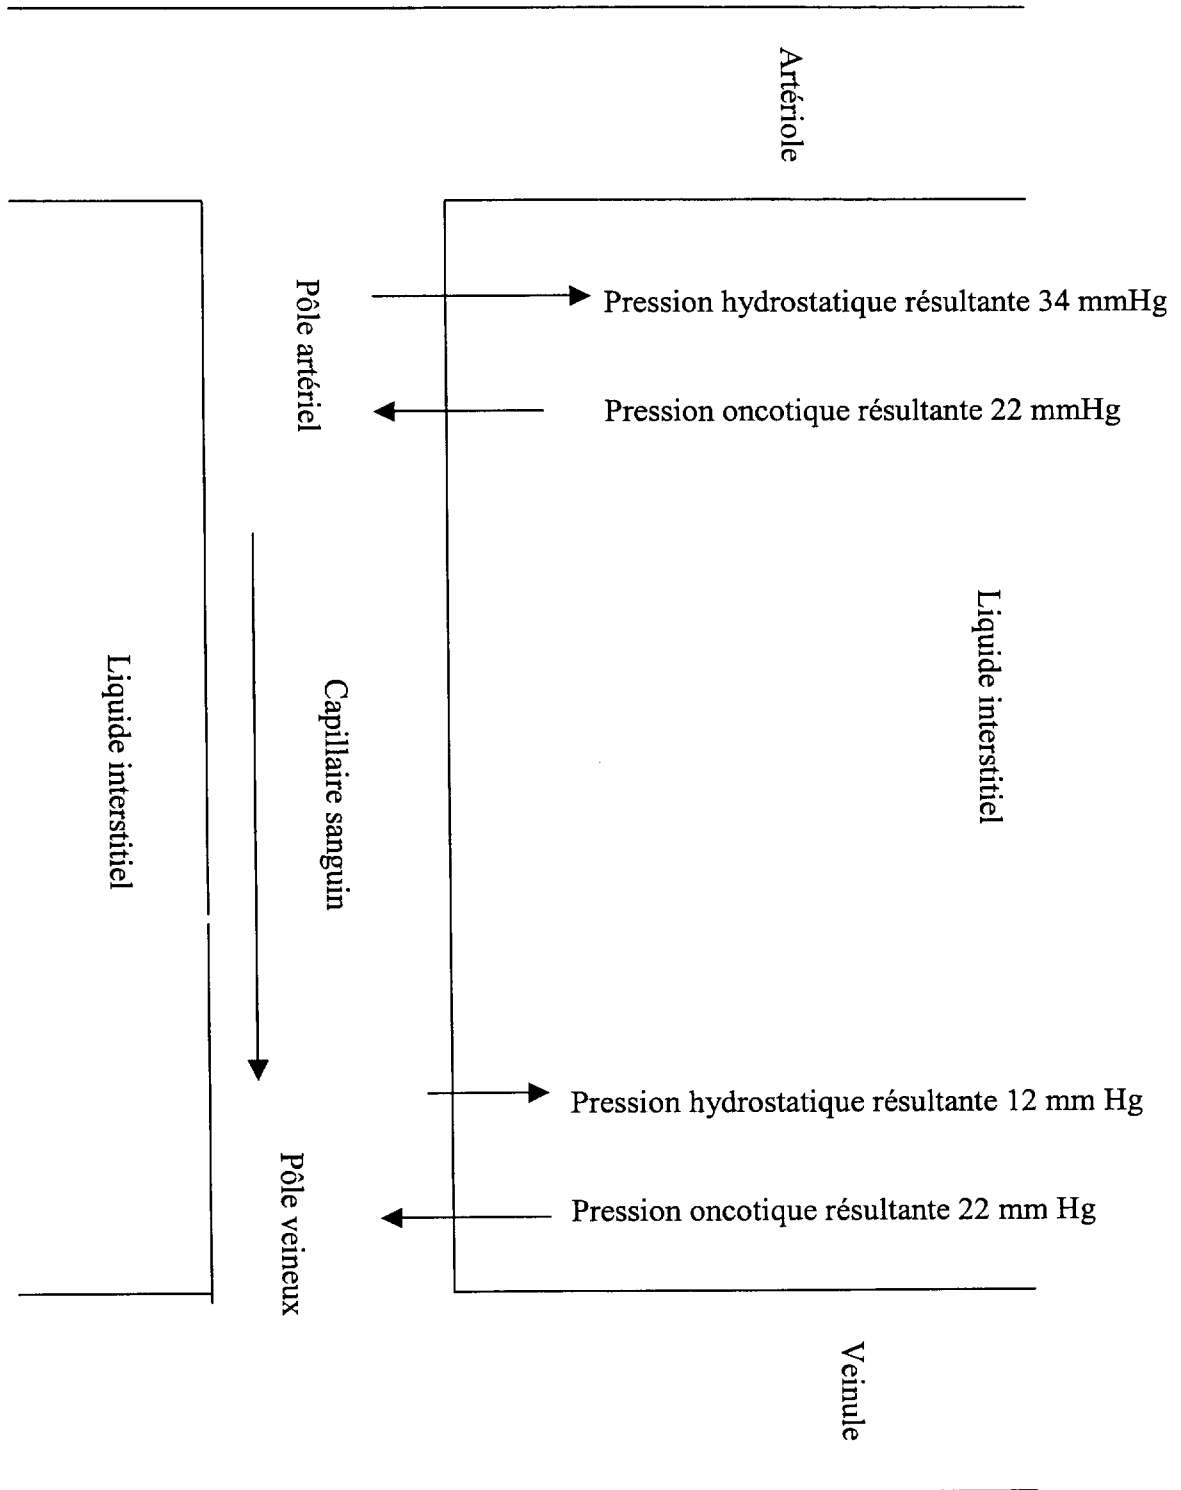 Artériole
Pôle artériel
Pression hydrostatique résultante 34 mmHg
Pression oncotique résultante 22 mmHg
Liquide interstitiel
Capillaire sanguin
Liquide interstitiel
Pression hydrostatique résultante 12 mm Hg
Pression oncotique résultante 22 mm Hg
Pôle veineux
Veinule